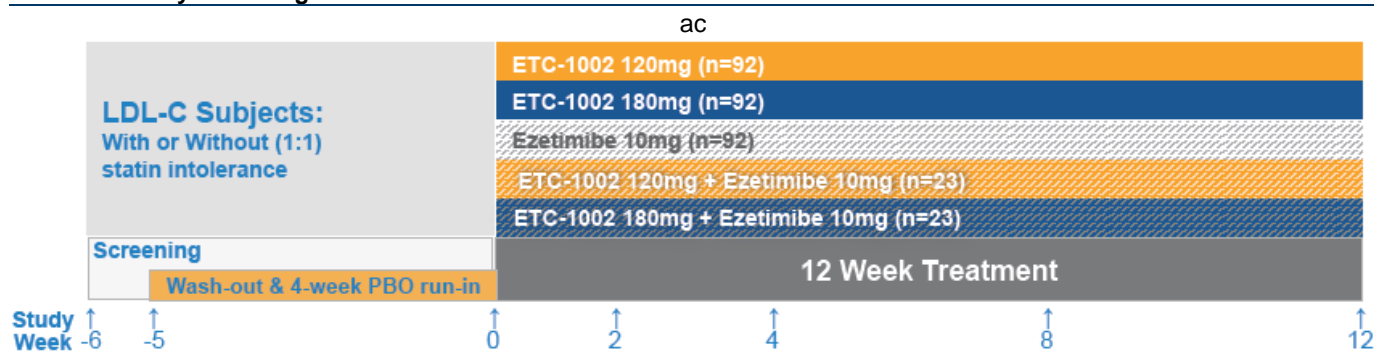 ac
LDL-C Subjects:
With or Without (1:1)
statin intolerance
ETC-1002 120mg (n=92)
ETC-1002 180mg (n=92)
Ezetimibe 10mg (n=92)
ETC-1002 120mg + Ezetimibe 10mg (n=23)
ETC-1002 180mg + Ezetimibe 10mg (n=23)
Screening
Wash-out & 4-week PBO run-in
12 Week Treatment
Study ↑ ↑ ↑ ↑ ↑ ↑ ↑
Week -6 -5 0 2 4 8 12